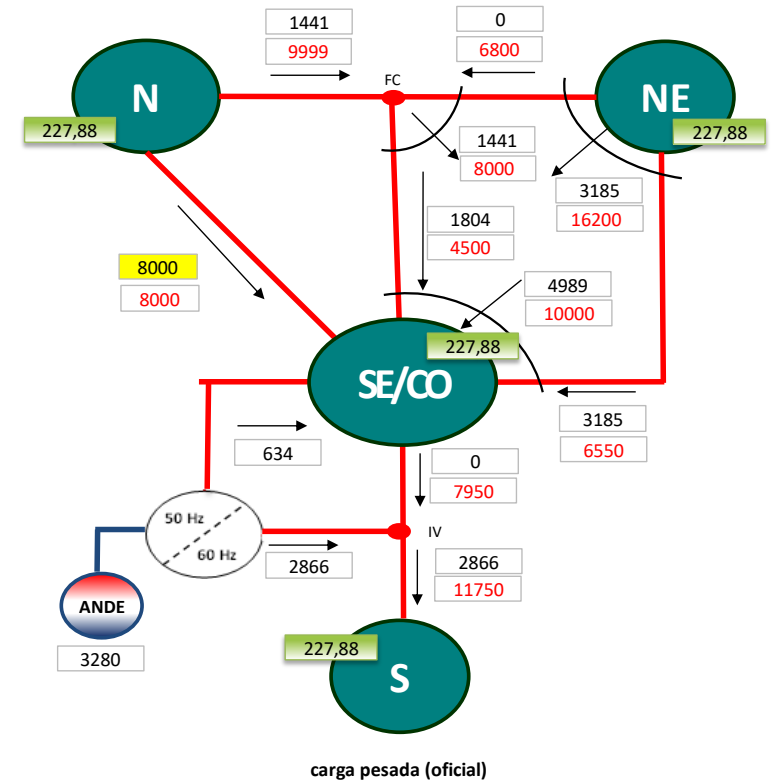 1441
9999
0
6800
FC
N
NE
227,88
227,88
1441
8000
3185
16200
1804
4500
8000
8000
4989
10000
227,88
SE/CO
3185
6550
634
0
7950
50 Hz
60 Hz
IV
2866
2866
11750
ANDE
3280
227,88
S
carga pesada (oficial)